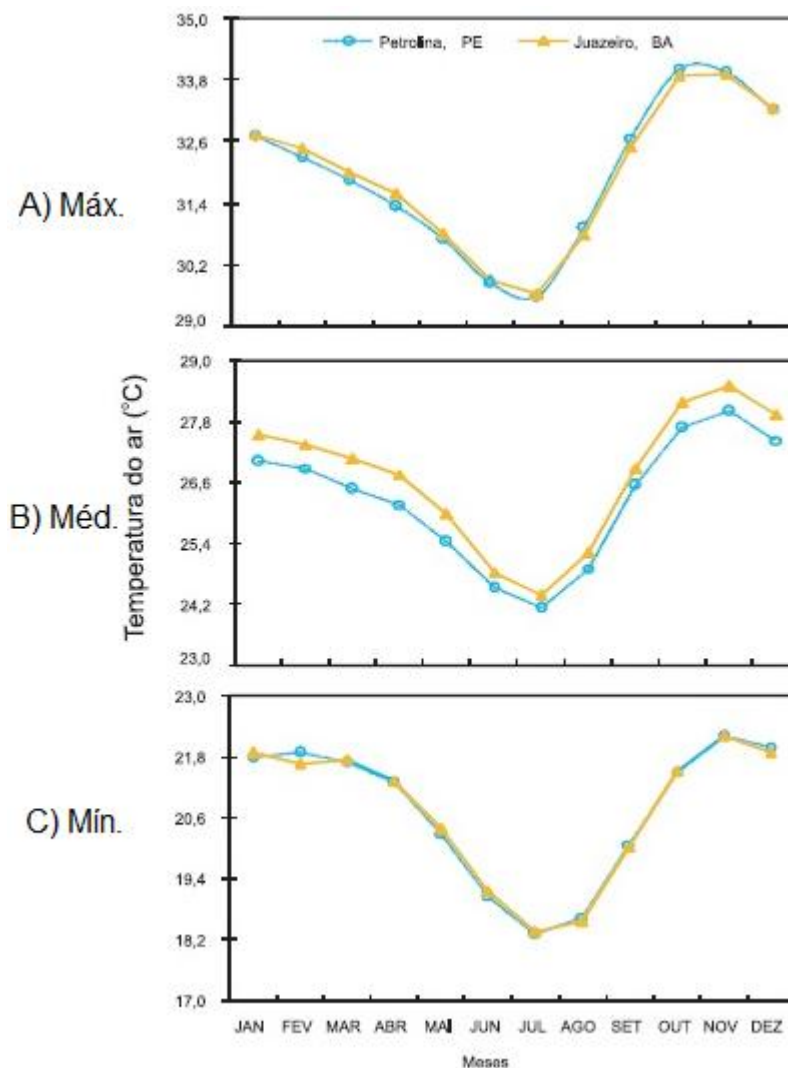 35,0
Petrolina, PE Juazeiro, BA
33,8
32,6
A) Máx.
31,4
30,2
29,0
Temperatura do ar (°C)
29,0
27,8
26,6
B) Méd.
25,4
24,2
23,0
23,0
21,8
C) Mín.
20,6
19,4
18,2
17,0
JAN FEV MAR ABR MAI JUN JUL AGO SET OUT NOV DEZ
Meses